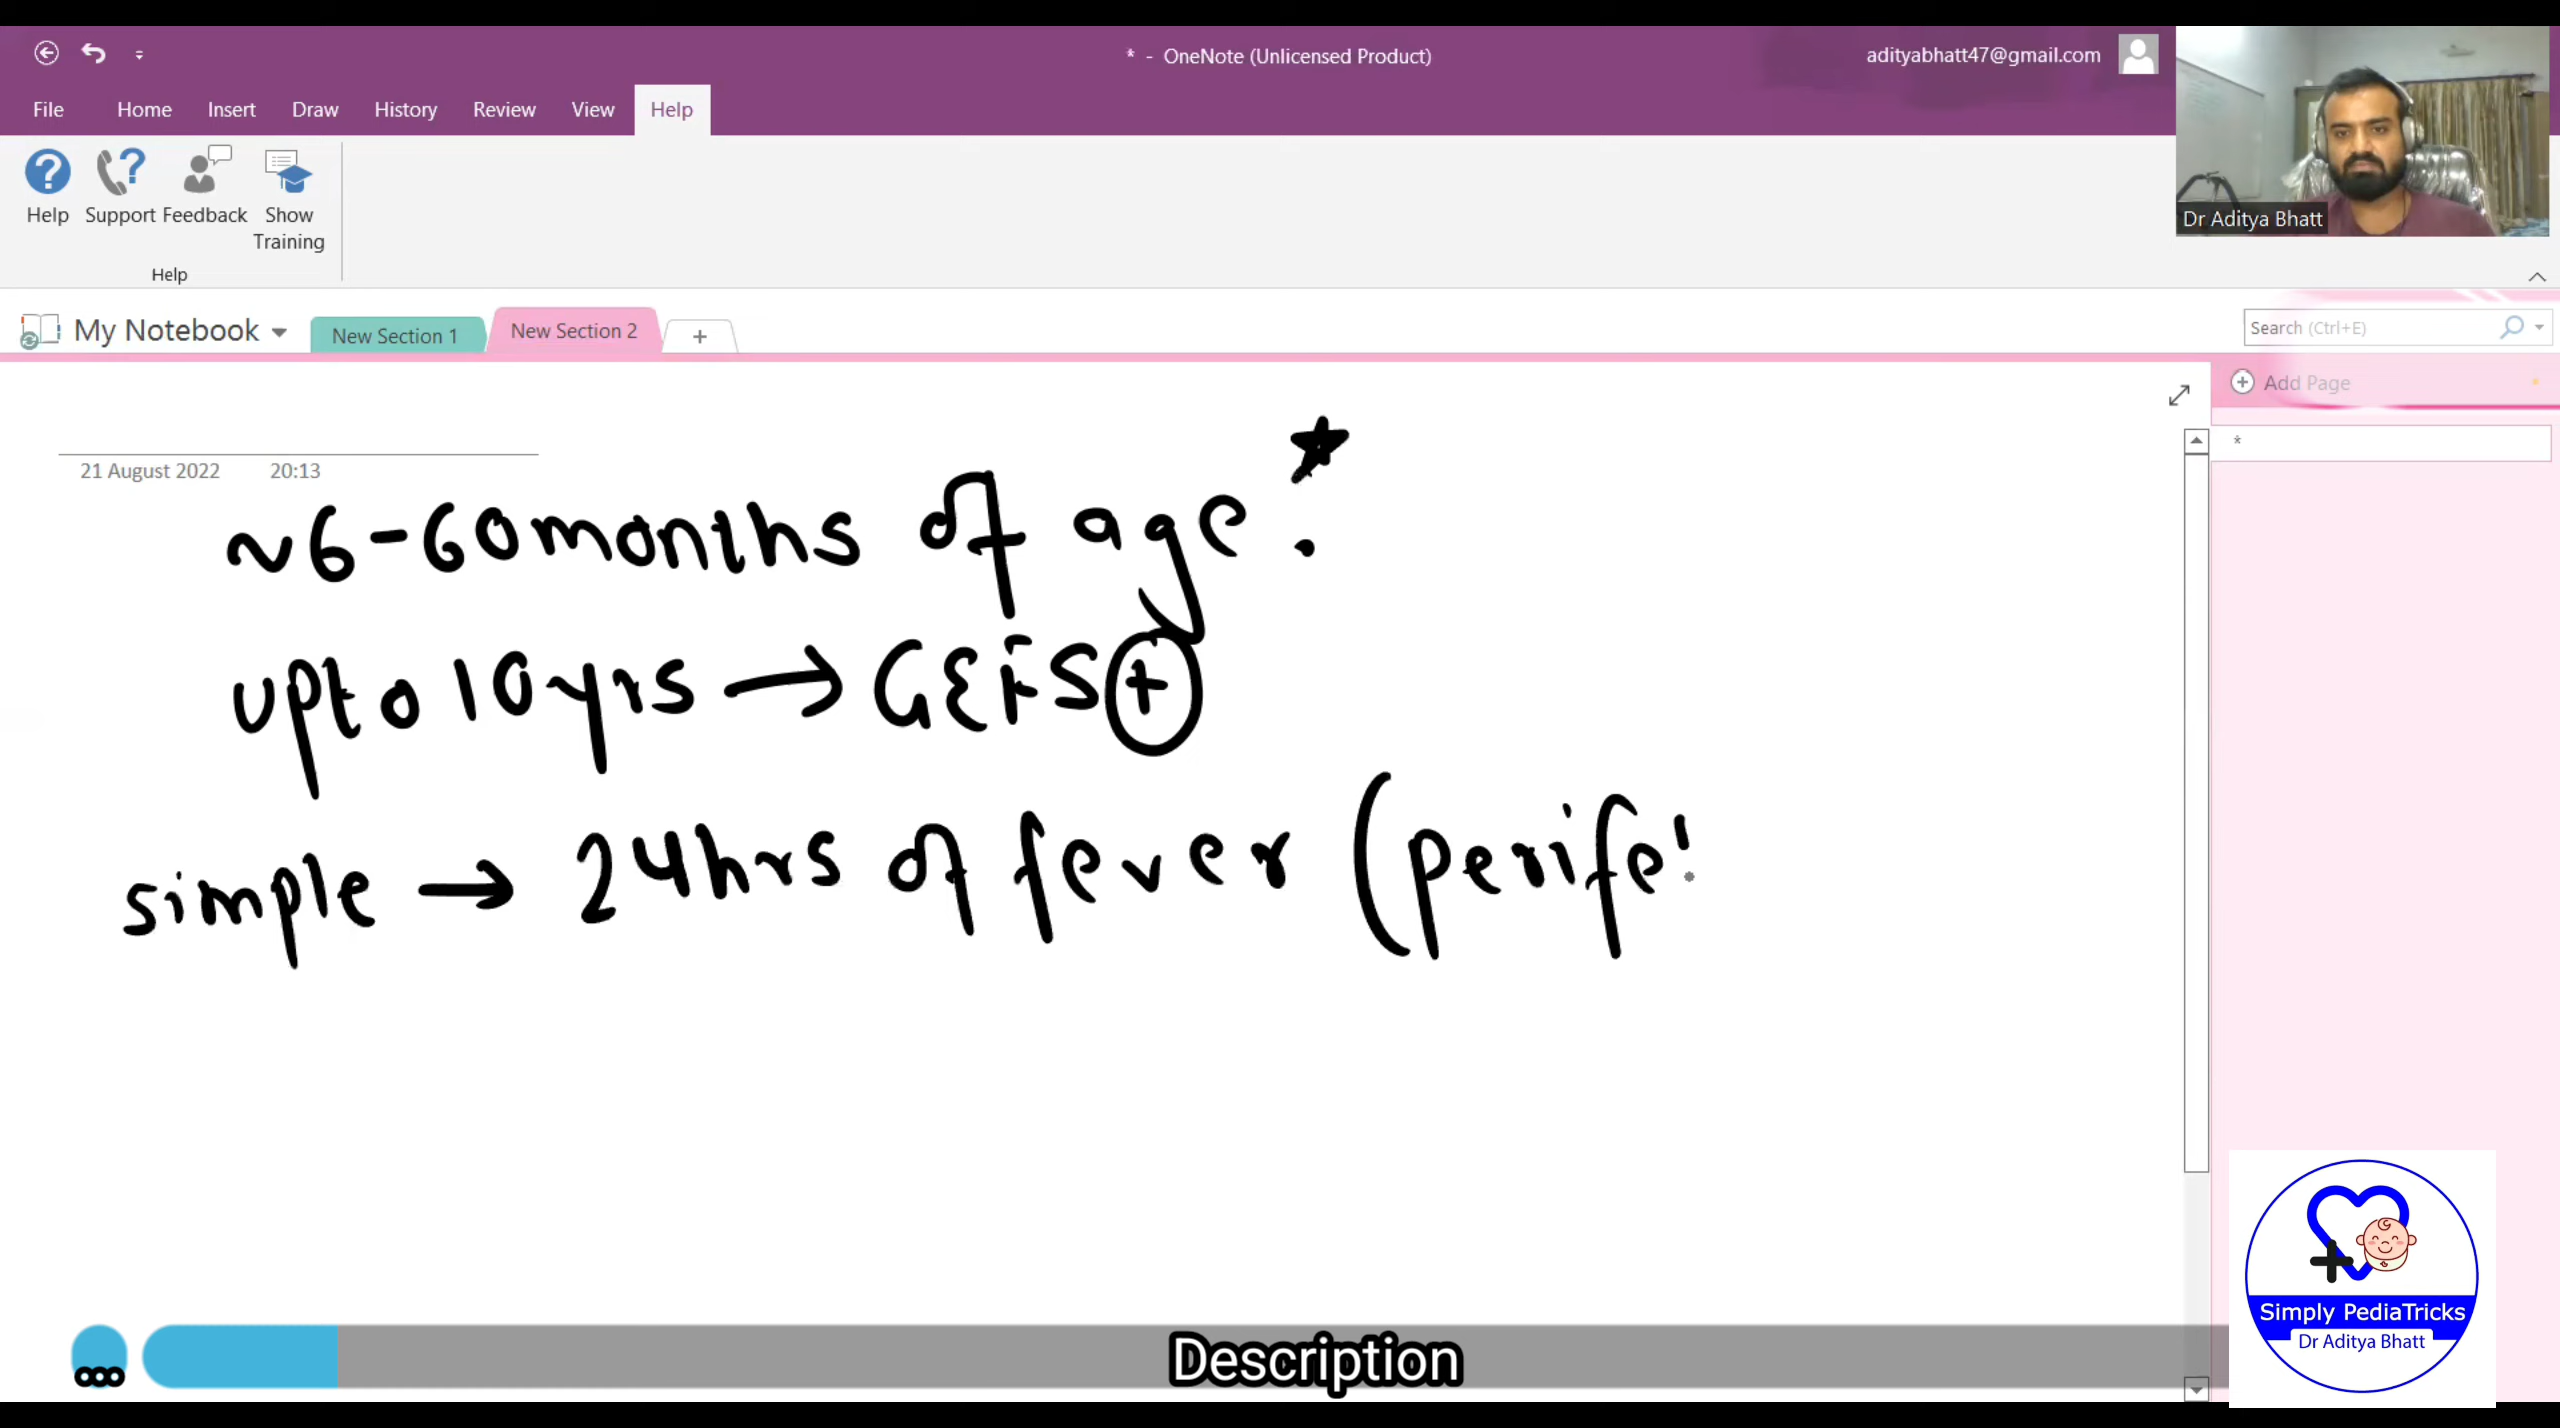 * - OneNote (Unlicensed Product)
adityabhatt47@gmail.com
File Home Insert Draw History Review View Help
Help Support Feedback Show Training
Help
Dr Aditya Bhatt
My Notebook New Section 1 New Section 2 +
Search (Ctrl+E)
Add Page
*
21 August 2022 20:13
~6-60months of age.*
upto 10yrs → GEFS+
simple → 24hrs of fever (perife
Description
Simply PediaTricks
Dr Aditya Bhatt